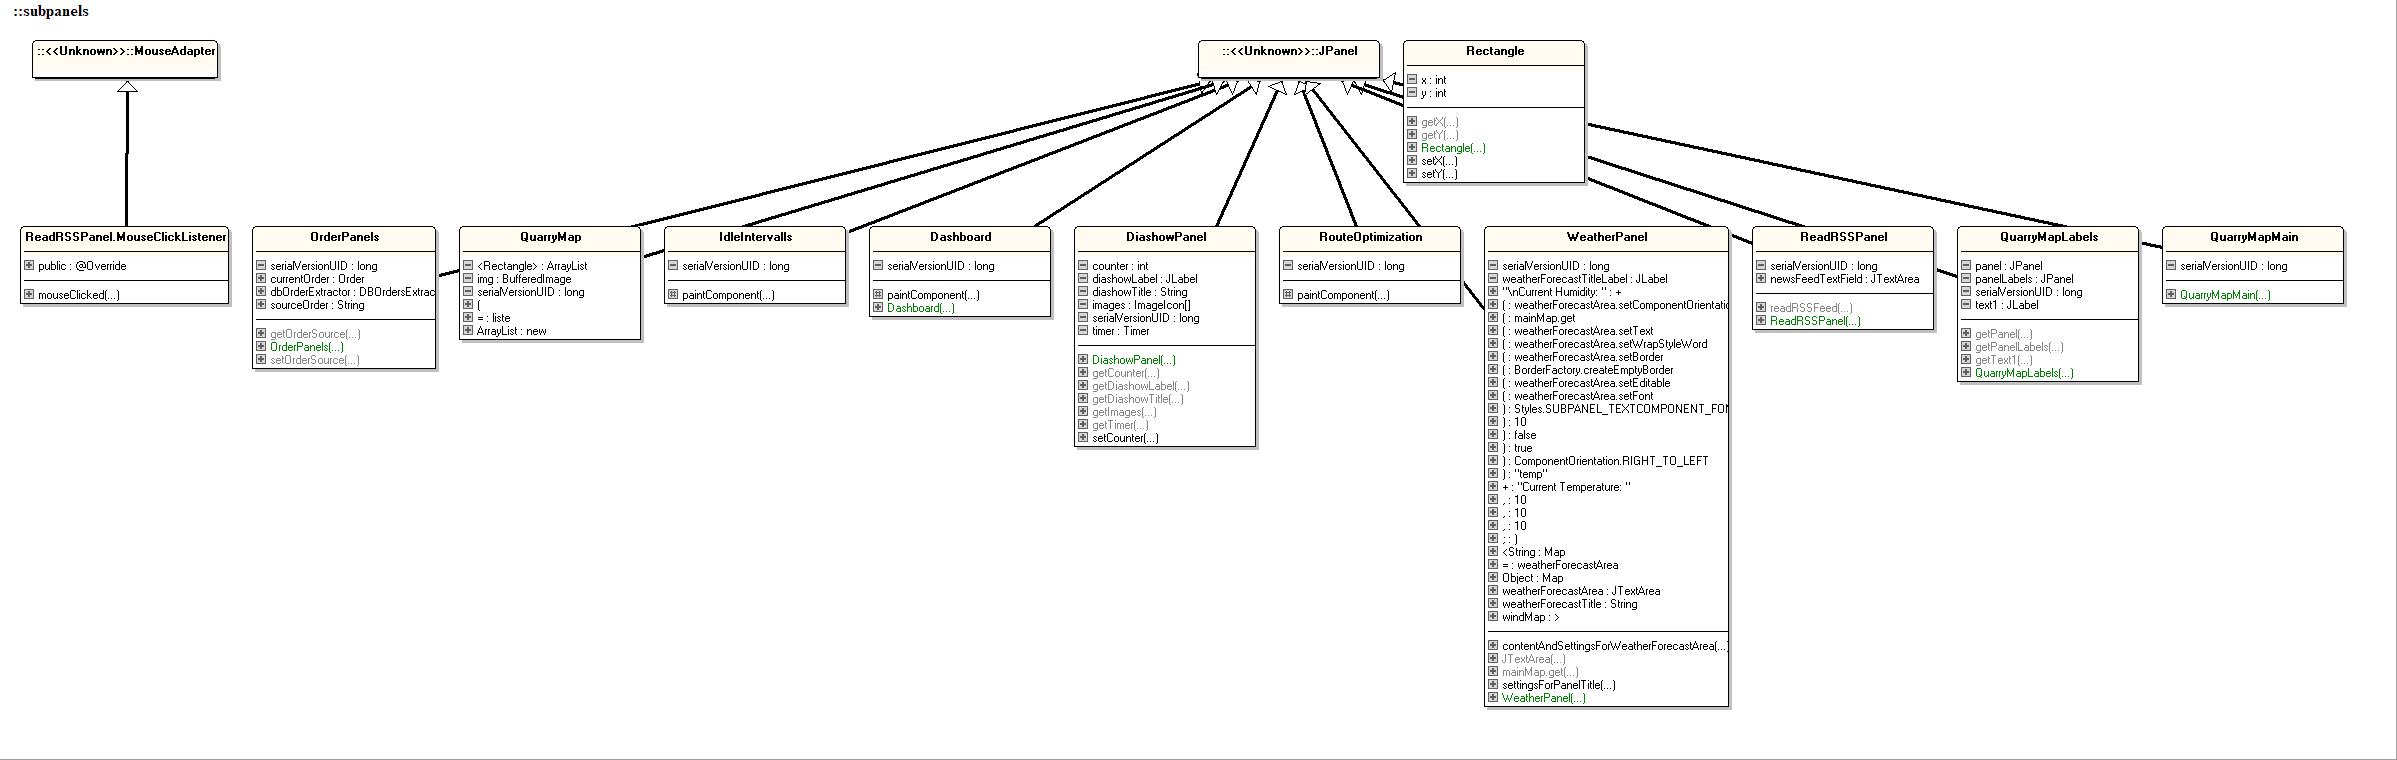 ::subpanels
::<<Unknown>>::MouseAdapter
::<<Unknown>>::JPanel
Rectangle
x : int
y : int
getX(...)
getY(...)
Rectangle(...)
setX(...)
setY(...)
ReadRSSPanel.MouseClickListener
public : @Override
mouseClicked(...)
OrderPanels
serialVersionUID : long
currentOrder : Order
dbOrderExtractor : DBOrdersExtrac
sourceOrder : String
getOrderSource(...)
OrderPanels(...)
setOrderSource(...)
QuarryMap
<Rectangle> : ArrayList
img : BufferedImage
serialVersionUID : long
(
= : liste
ArrayList : new
IdleIntervalls
serialVersionUID : long
paintComponent(...)
Dashboard
serialVersionUID : long
paintComponent(...)
Dashboard(...)
DiashowPanel
counter : int
diashowLabel : JLabel
diashowTitle : String
images : ImageIcon[]
serialVersionUID : long
timer : Timer
DiashowPanel(...)
getCounter(...)
getDiashowLabel(...)
getDiashowTitle(...)
getImages(...)
getTimer(...)
setCounter(...)
RouteOptimization
serialVersionUID : long
paintComponent(...)
WeatherPanel
serialVersionUID : long
weatherForecastTitleLabel : JLabel
"\nCurrent Humidity: " : +
( : weatherForecastArea.setComponentOrientatic
( : mainMap.get
( : weatherForecastArea.setText
( : weatherForecastArea.setWrapStyleWord
( : weatherForecastArea.setBorder
( : BorderFactory.createEmptyBorder
( : weatherForecastArea.setEditable
( : weatherForecastArea.setFont
) : Styles.SUBPANEL_TEXTCOMPONENT_FON
) : 10
) : false
) : true
) : ComponentOrientation.RIGHT_TO_LEFT
) : "temp"
+ : "Current Temperature: "
, : 10
, : 10
, : 10
; : )
<String : Map
= : weatherForecastArea
Object : Map
weatherForecastArea : JTextArea
weatherForecastTitle : String
windMap : >
contentAndSettingsForWeatherForecastArea(...)
JTextArea(...)
mainMap.get(...)
settingsForPanelTitle(...)
WeatherPanel(...)
ReadRSSPanel
serialVersionUID : long
newsFeedTextField : JTextArea
readRSSFeed(...)
ReadRSSPanel(...)
QuarryMapLabels
panel : JPanel
panelLabels : JPanel
serialVersionUID : long
text1 : JLabel
getPanel(...)
getPanelLabels(...)
getText1(...)
QuarryMapLabels(...)
QuarryMapMain
serialVersionUID : long
QuarryMapMain(...)